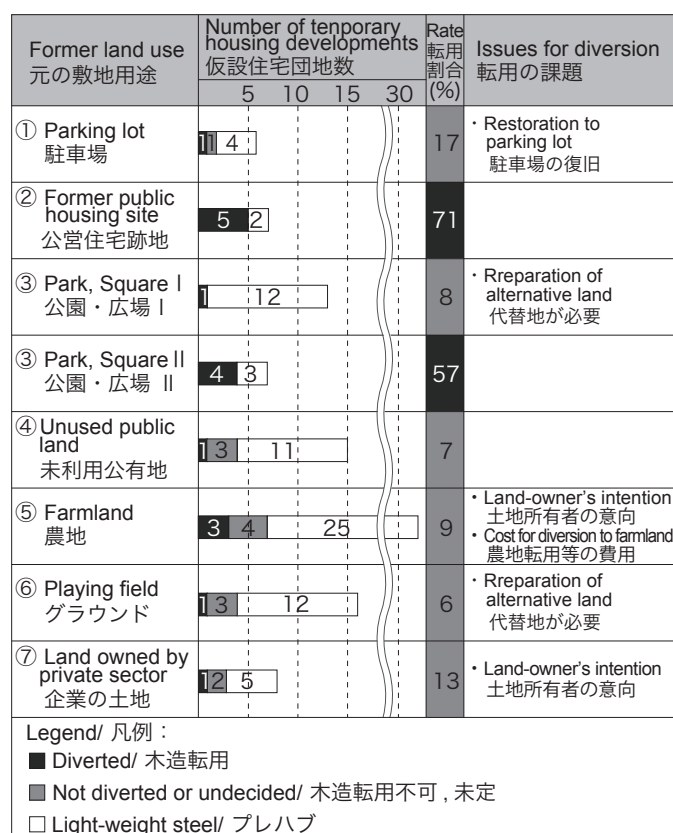 Former land use
元の敷地用途
Number of tenporary
housing developments
仮設住宅団地数
5 10 15 30
Rate
転用
割合
(%)
Issues for diversion
転用の課題
① Parking lot
駐車場
1 1 4
17
・Restoration to
parking lot
駐車場の復旧
② Former public
housing site
公営住宅跡地
5 2
71
③ Park, Square Ⅰ
公園・広場 Ⅰ
1 12
8
・Rreparation of
alternative land
代替地が必要
③ Park, Square Ⅱ
公園・広場 Ⅱ
4 3
57
④ Unused public
land
未利用公有地
1 3 11
7
⑤ Farmland
農地
3 4 25
9
・Land-owner's intention
土地所有者の意向
・Cost for diversion to farmland
農地転用等の費用
⑥ Playing field
グラウンド
1 3 12
6
・Rreparation of
alternative land
代替地が必要
⑦ Land owned by
private sector
企業の土地
1 2 5
13
・Land-owner's intention
土地所有者の意向
Legend/ 凡例：
■ Diverted/ 木造転用
■ Not diverted or undecided/ 木造転用不可 , 未定
□ Light-weight steel/ プレハブ